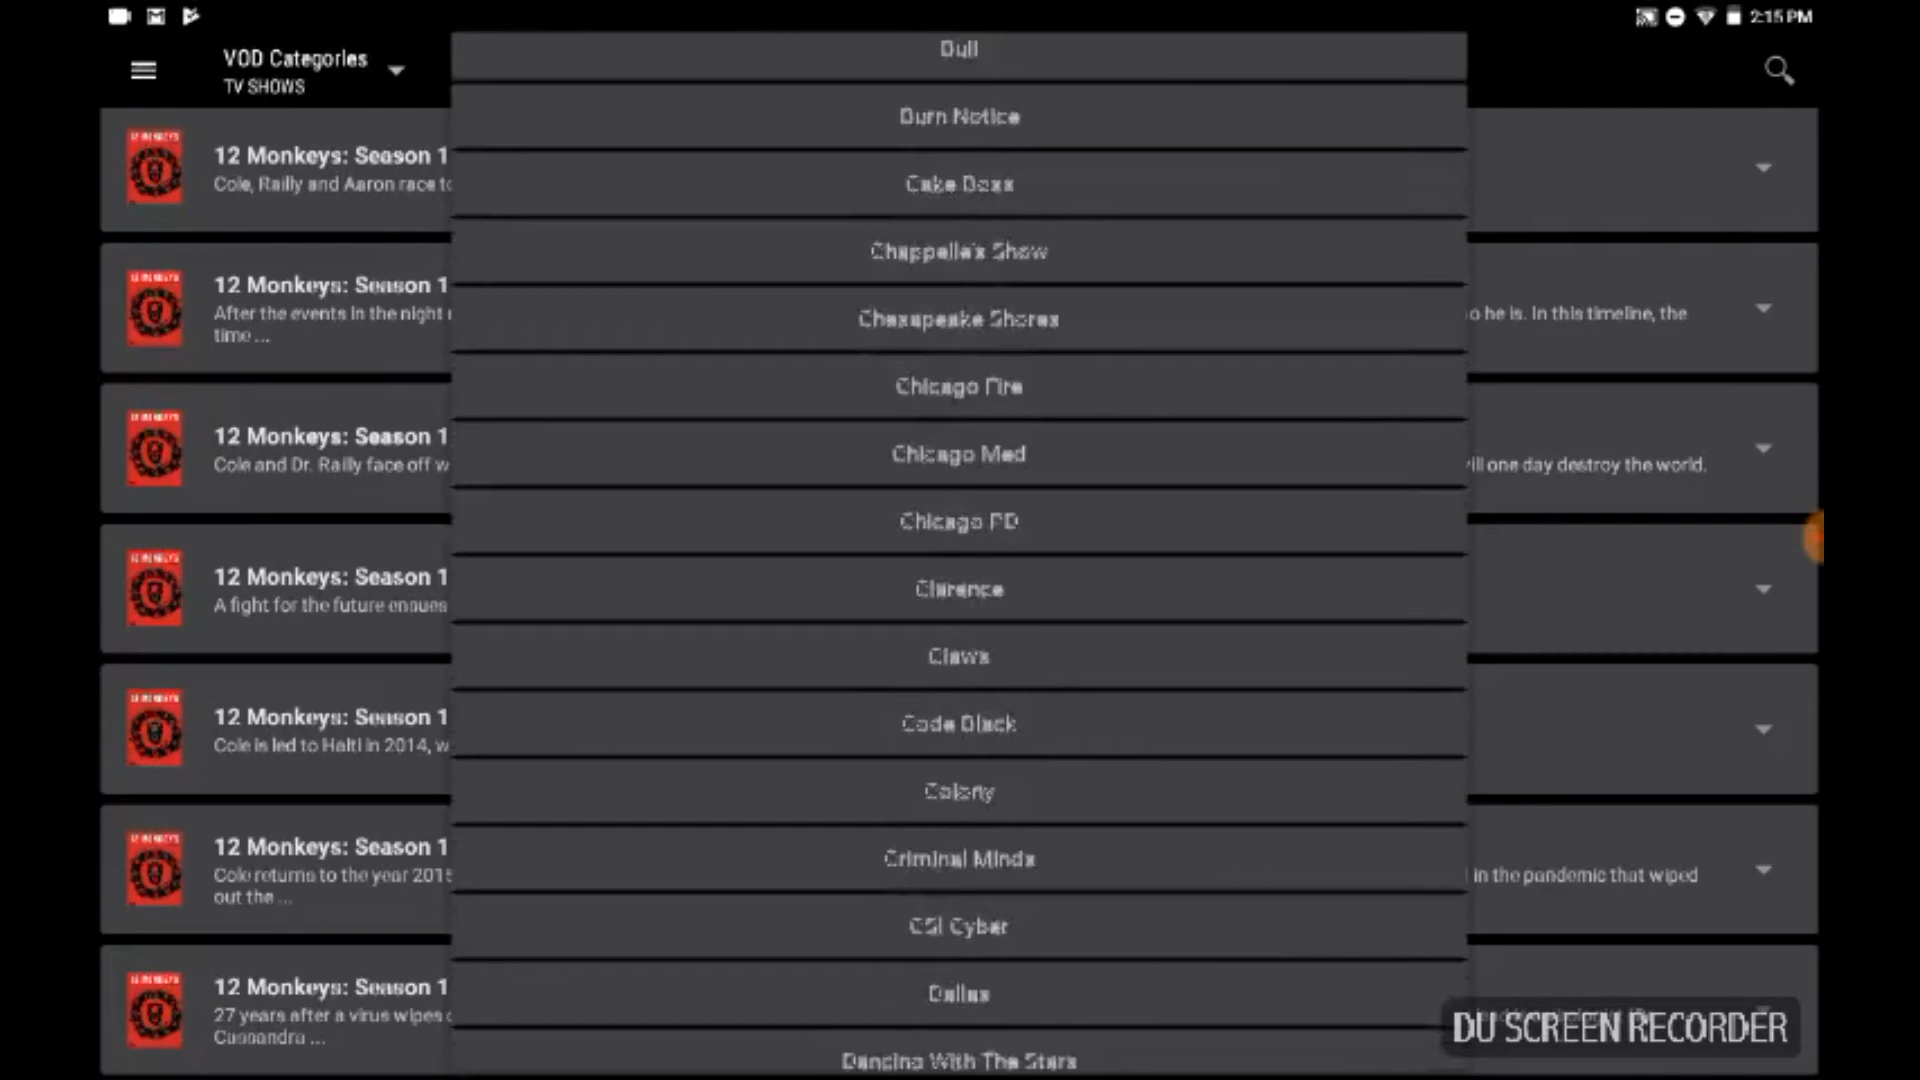 2:15 PM
VOD Categories
TV SHOWS
Bull
Burn Notice
Cake Boss
Chappelle's Show
Chesapeake Shores
Chicago Fire
Chicago Med
Chicago PD
Clarence
Claws
Code Black
Colony
Criminal Minds
CSI Cyber
Dallas
Dancing With The Stars
12 Monkeys: Season 1
Cole, Railly and Aaron race to
12 Monkeys: Season 1
After the events in the night
o he is. In this timeline, the
time ...
12 Monkeys: Season 1
Cole and Dr. Railly face off w
ill one day destroy the world.
12 Monkeys: Season 1
A fight for the future ensues
12 Monkeys: Season 1
Cole is led to Haiti in 2014, w
12 Monkeys: Season 1
Cole returns to the year 2015
in the pandemic that wiped
out the ...
12 Monkeys: Season 1
27 years after a virus wipes
Cassandra ...
DU SCREEN RECORDER